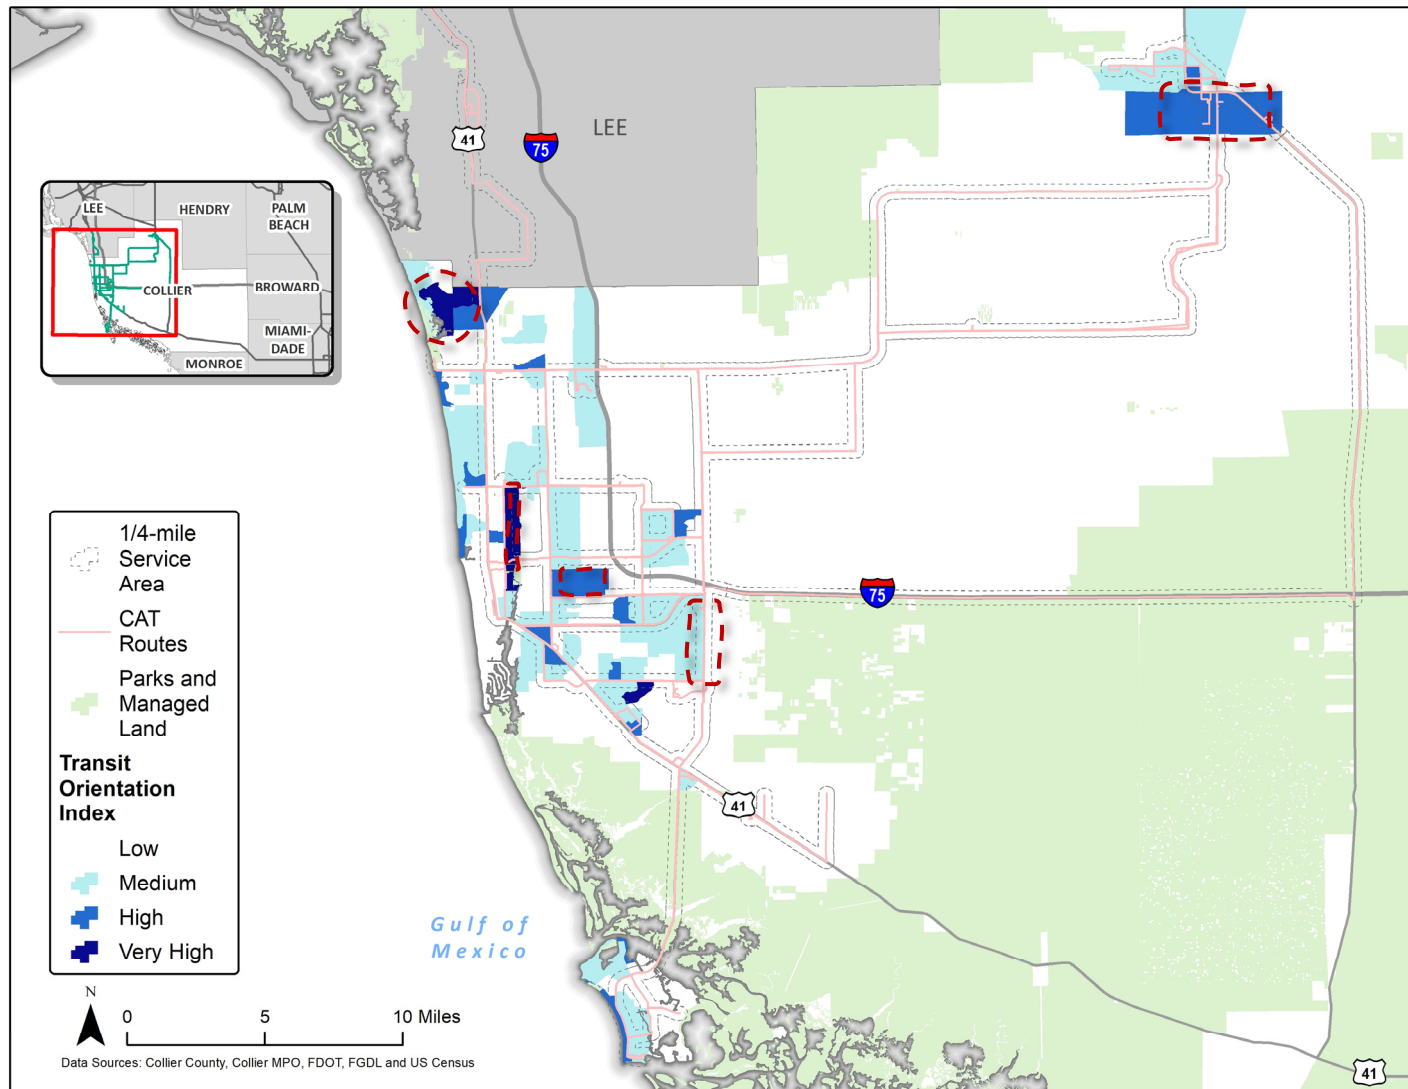 41
75
LEE
LEE
HENDRY
PALM
BEACH
COLLIER
BROWARD
MIAMI-
DADE
MONROE
1/4-mile
Service
Area
CAT
Routes
Parks and
Managed
Land
Transit
Orientation
Index
Low
Medium
High
Very High
75
41
Gulf of
Mexico
N
0 5 10 Miles
Data Sources: Collier County, Collier MPO, FDOT, FGDL and US Census
41